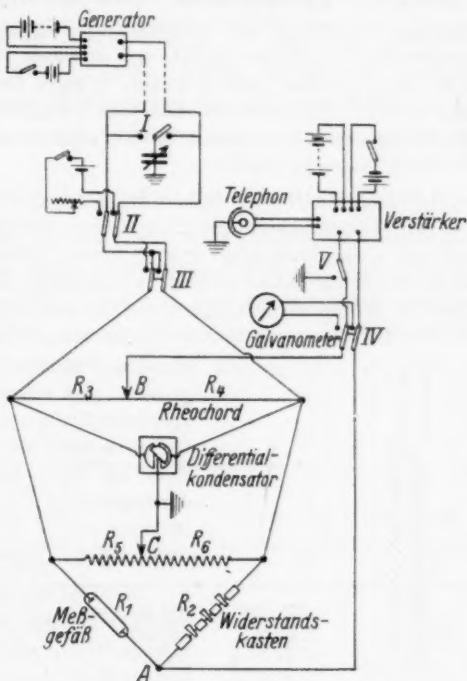 Generator
I
Telephon
Verstärker
II
V
III
Galvanometer
IV
R3
B
R4
Rheochord
Differential-
kondensator
R5
C
R6
R1
R2
Meß-
gefäß
Widerstands-
kasten
A